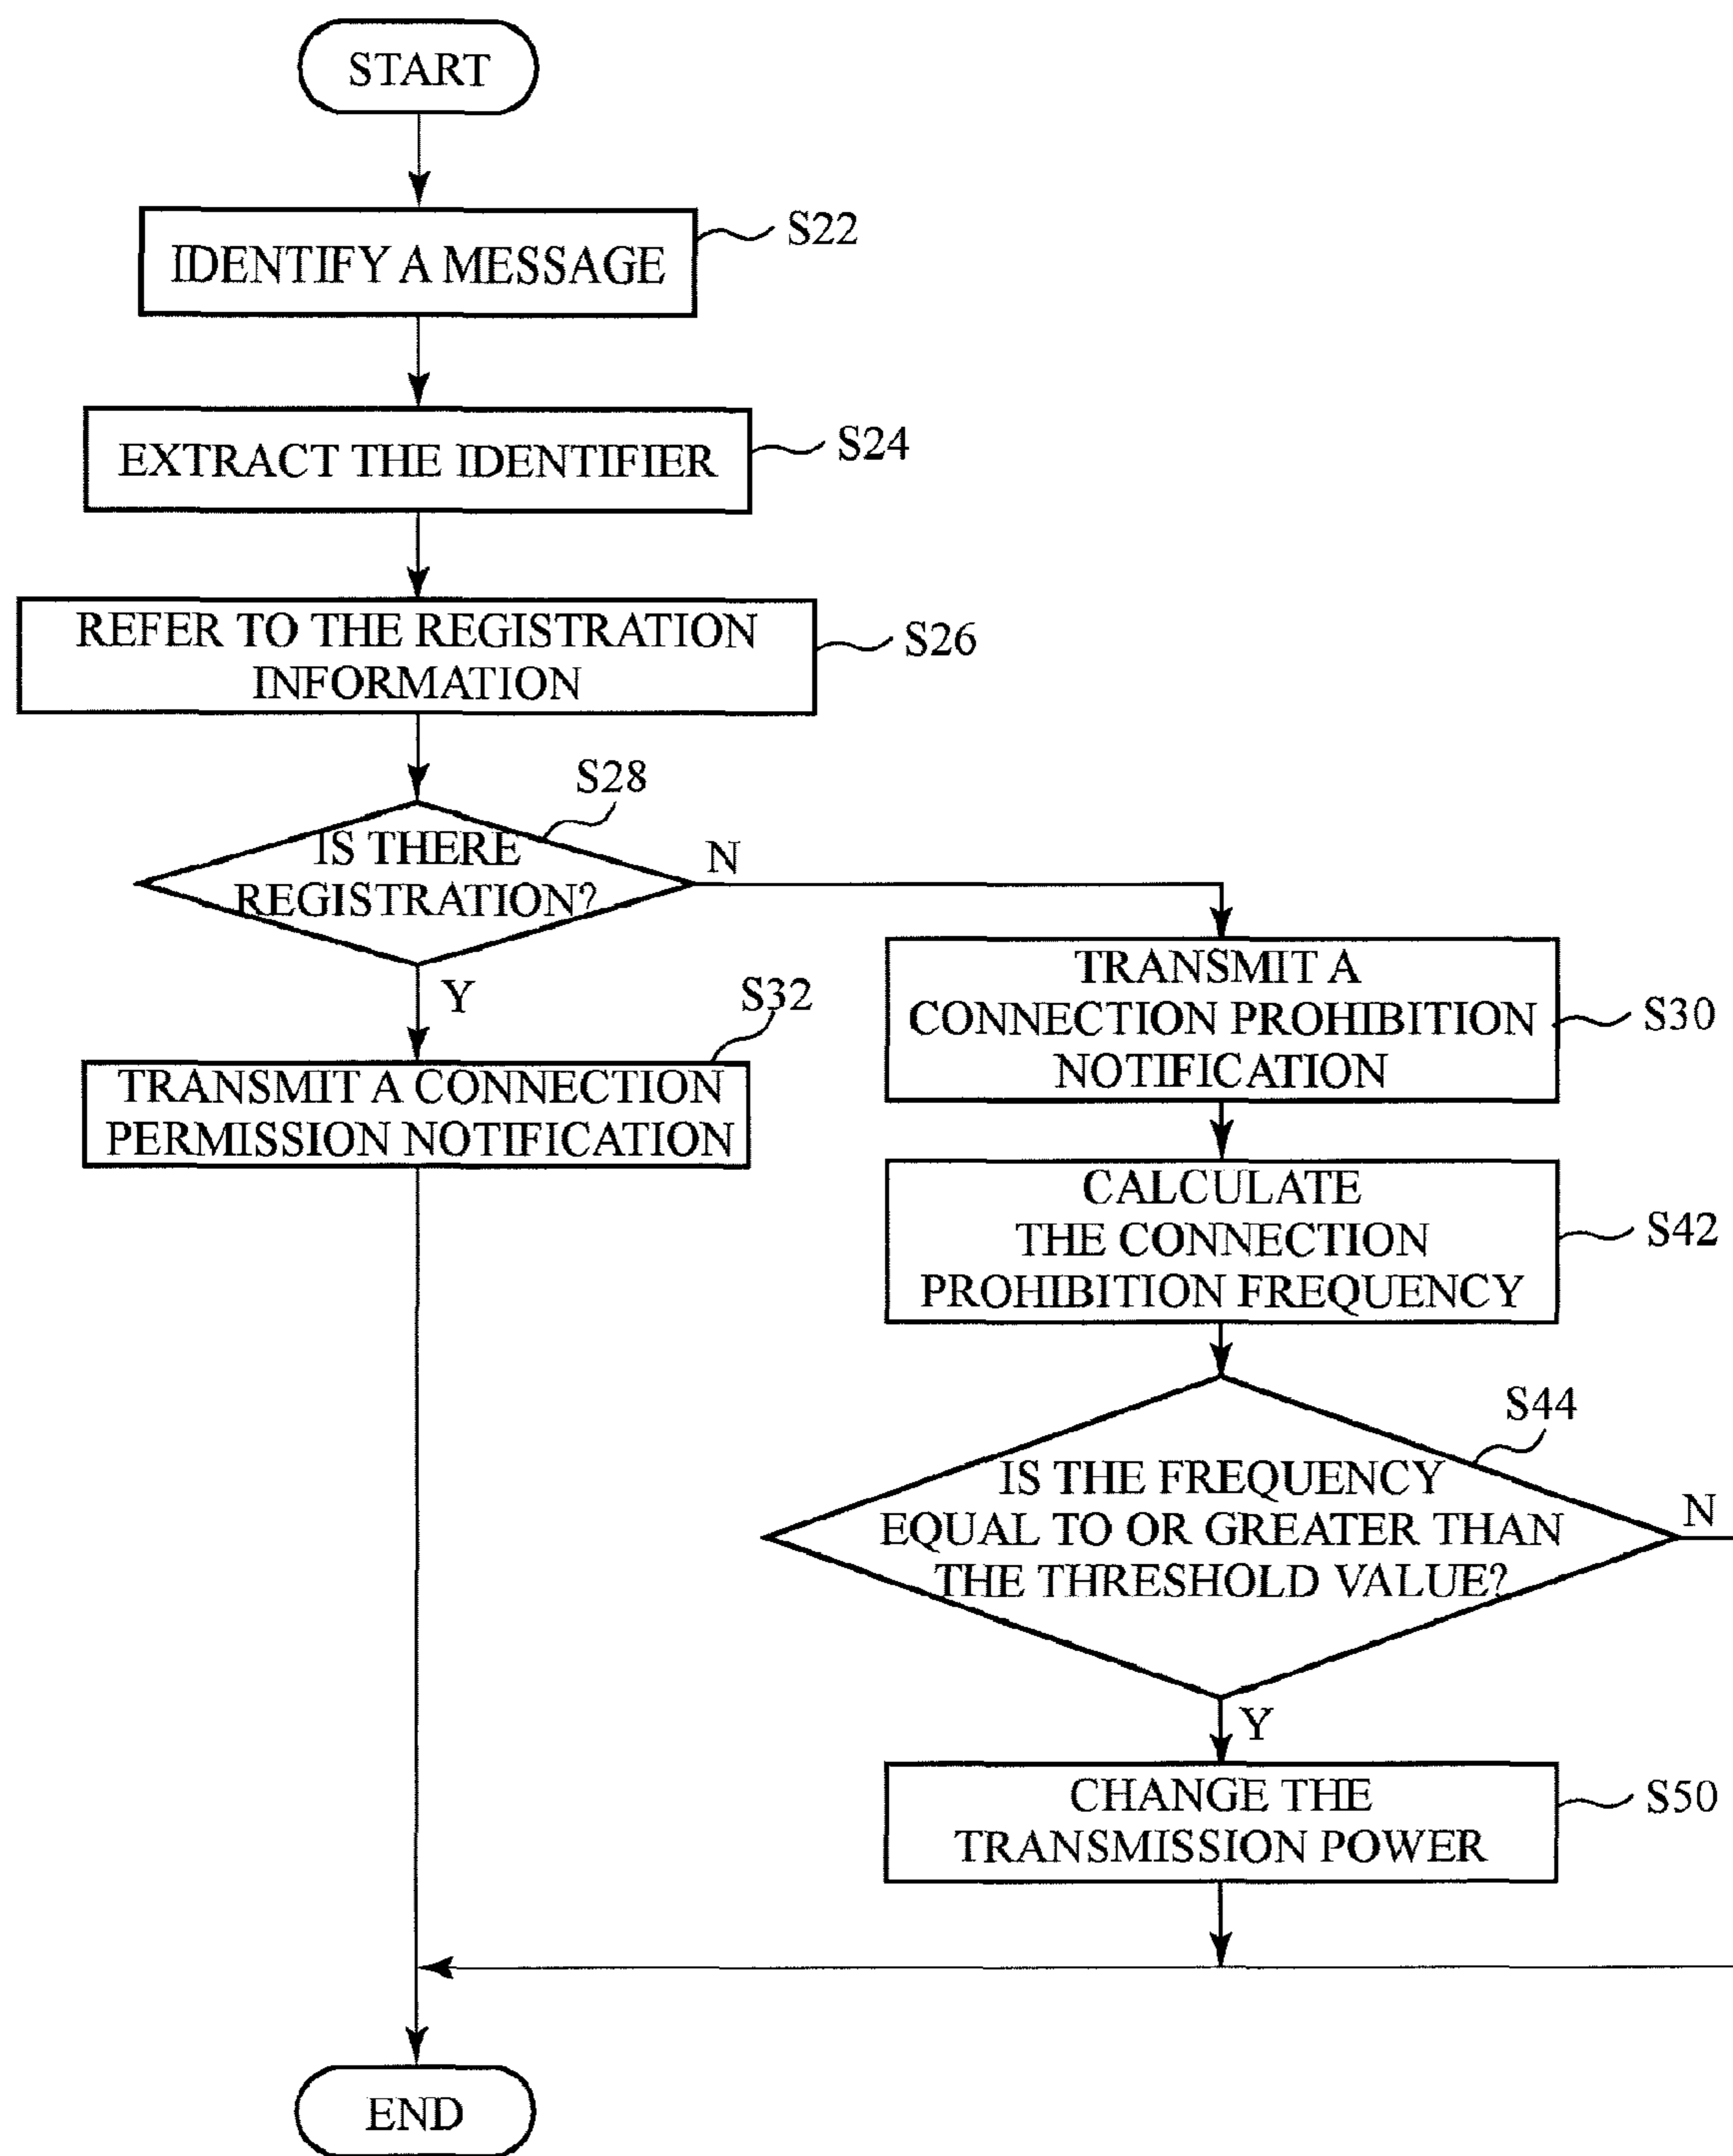 START
IDENTIFY A MESSAGE
S22
EXTRACT THE IDENTIFIER
S24
REFER TO THE REGISTRATION
INFORMATION
S26
S28
IS THERE
REGISTRATION?
N
Y
S32
TRANSMIT A CONNECTION
PERMISSION NOTIFICATION
TRANSMIT A
CONNECTION PROHIBITION
NOTIFICATION
S30
CALCULATE
THE CONNECTION
PROHIBITION FREQUENCY
S42
S44
IS THE FREQUENCY
EQUAL TO OR GREATER THAN
THE THRESHOLD VALUE?
N
Y
CHANGE THE
TRANSMISSION POWER
S50
END